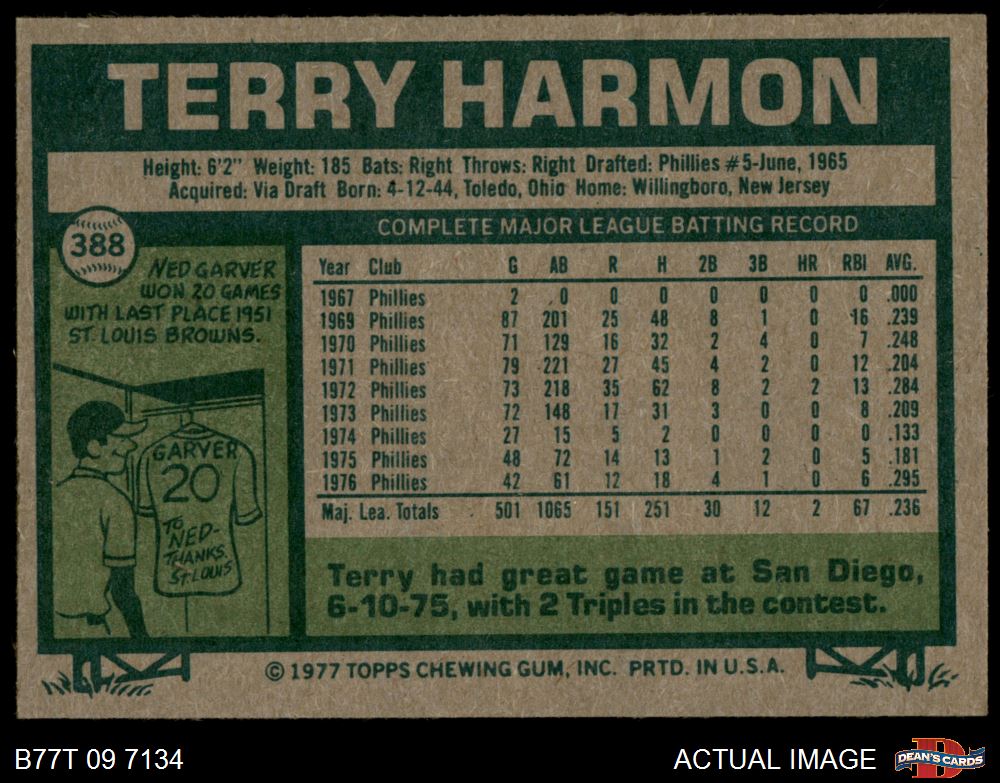 TERRY HARMON
Height: 6'2" Weight: 185 Bats: Right Throws: Right Drafted: Phillies #5-June, 1965
Acquired: Via Draft Born: 4-12-44, Toledo, Ohio Home: Willingboro, New Jersey
388
NED GARVER
WON 20 GAMES
WITH LAST PLACE 1951
ST. LOUIS BROWNS.
GARVER
20
TO
NED-
THANKS.
ST. LOUIS
COMPLETE MAJOR LEAGUE BATTING RECORD
Year Club G AB R H 2B 3B HR RBI AVG.
1967 Phillies 2 0 0 0 0 0 0 0 .000
1969 Phillies 87 201 25 48 8 1 0 16 .239
1970 Phillies 71 129 16 32 2 4 0 7 .248
1971 Phillies 79 221 27 45 4 2 0 12 .204
1972 Phillies 73 218 35 62 8 2 2 13 .284
1973 Phillies 72 148 17 31 3 0 0 8 .209
1974 Phillies 27 15 5 2 0 0 0 0 .133
1975 Phillies 48 72 14 13 1 2 0 5 .181
1976 Phillies 42 61 12 18 4 1 0 6 .295
Maj. Lea. Totals 501 1065 151 251 30 12 2 67 .236
Terry had great game at San Diego,
6-10-75, with 2 Triples in the contest.
© 1977 TOPPS CHEWING GUM, INC. PRTD. IN U.S.A.
B77T 09 7134
ACTUAL IMAGE
D
DEAN'S CARDS